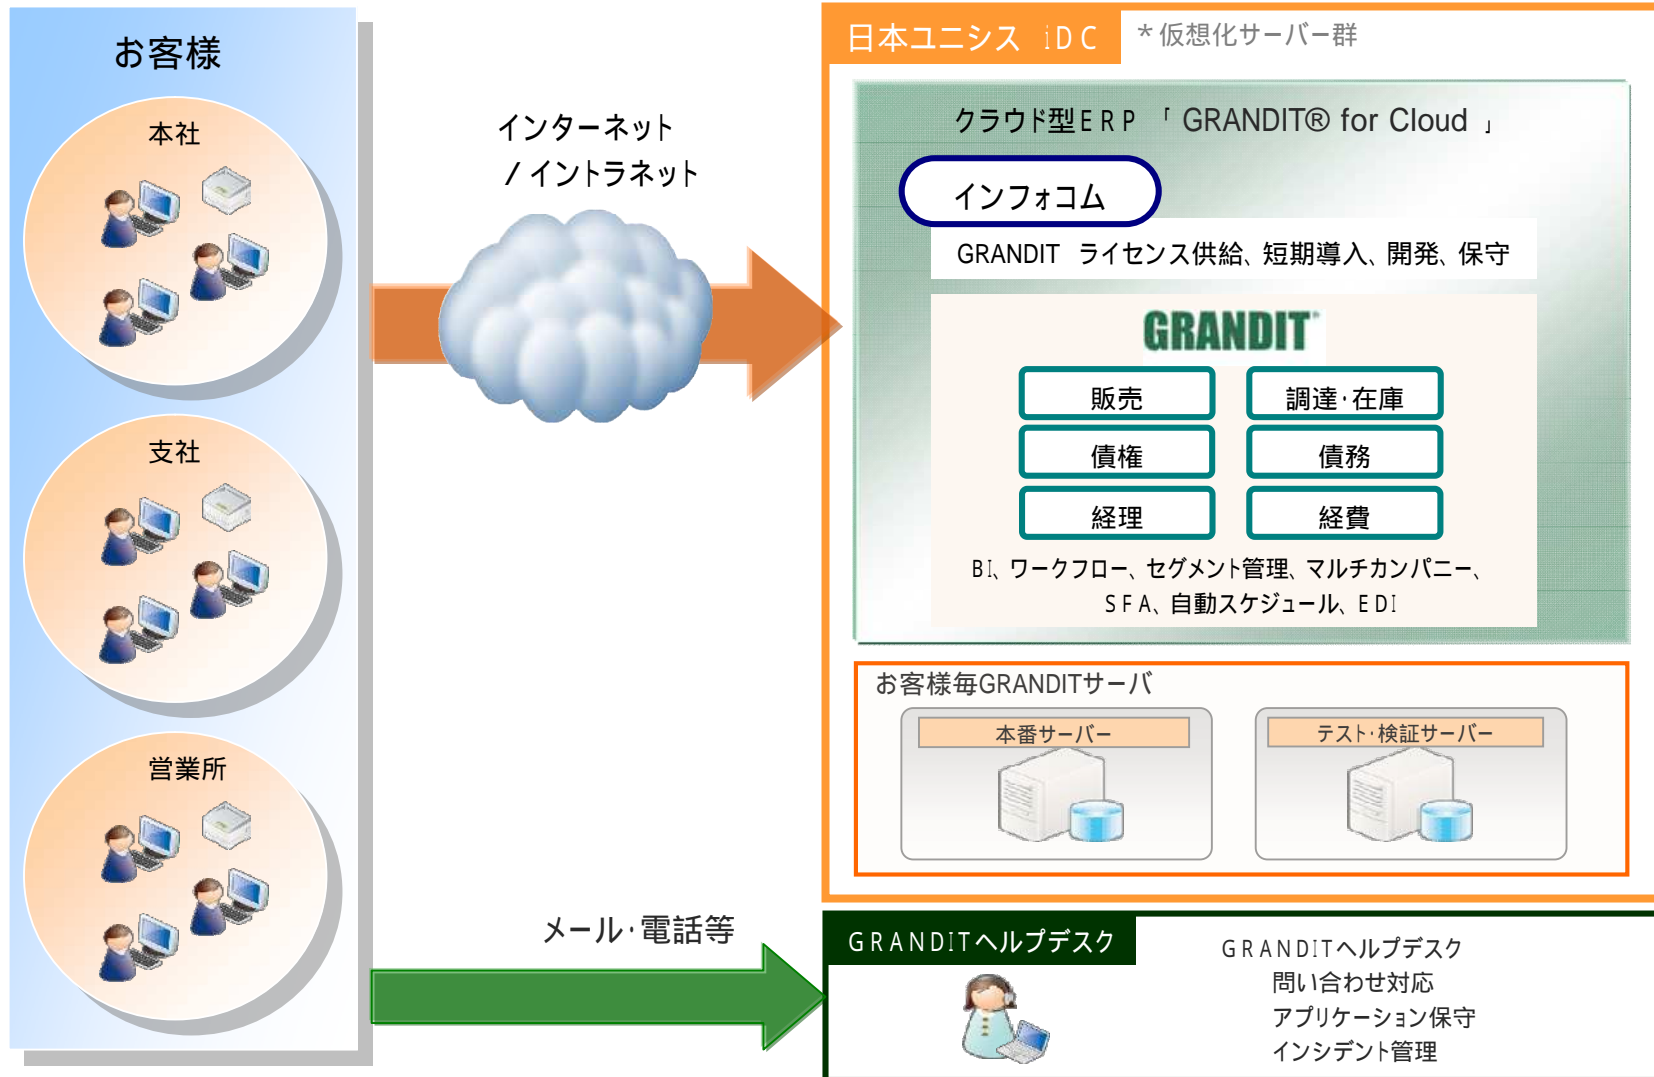 お客様
本社
支社
営業所
インターネット
/イントラネット
メール・電話等
日本ユニシス iDC
*仮想化サーバー群
クラウド型ERP 「 GRANDIT® for Cloud 」
インフォコム
GRANDIT ライセンス供給、短期導入、開発、保守
GRANDIT®
販売
調達・在庫
債権
債務
経理
経費
BI、ワークフロー、セグメント管理、マルチカンパニー、
SFA、自動スケジュール、EDI
お客様毎GRANDITサーバ
本番サーバー
テスト・検証サーバー
GRANDITヘルプデスク
GRANDITヘルプデスク
問い合わせ対応
アプリケーション保守
インシデント管理